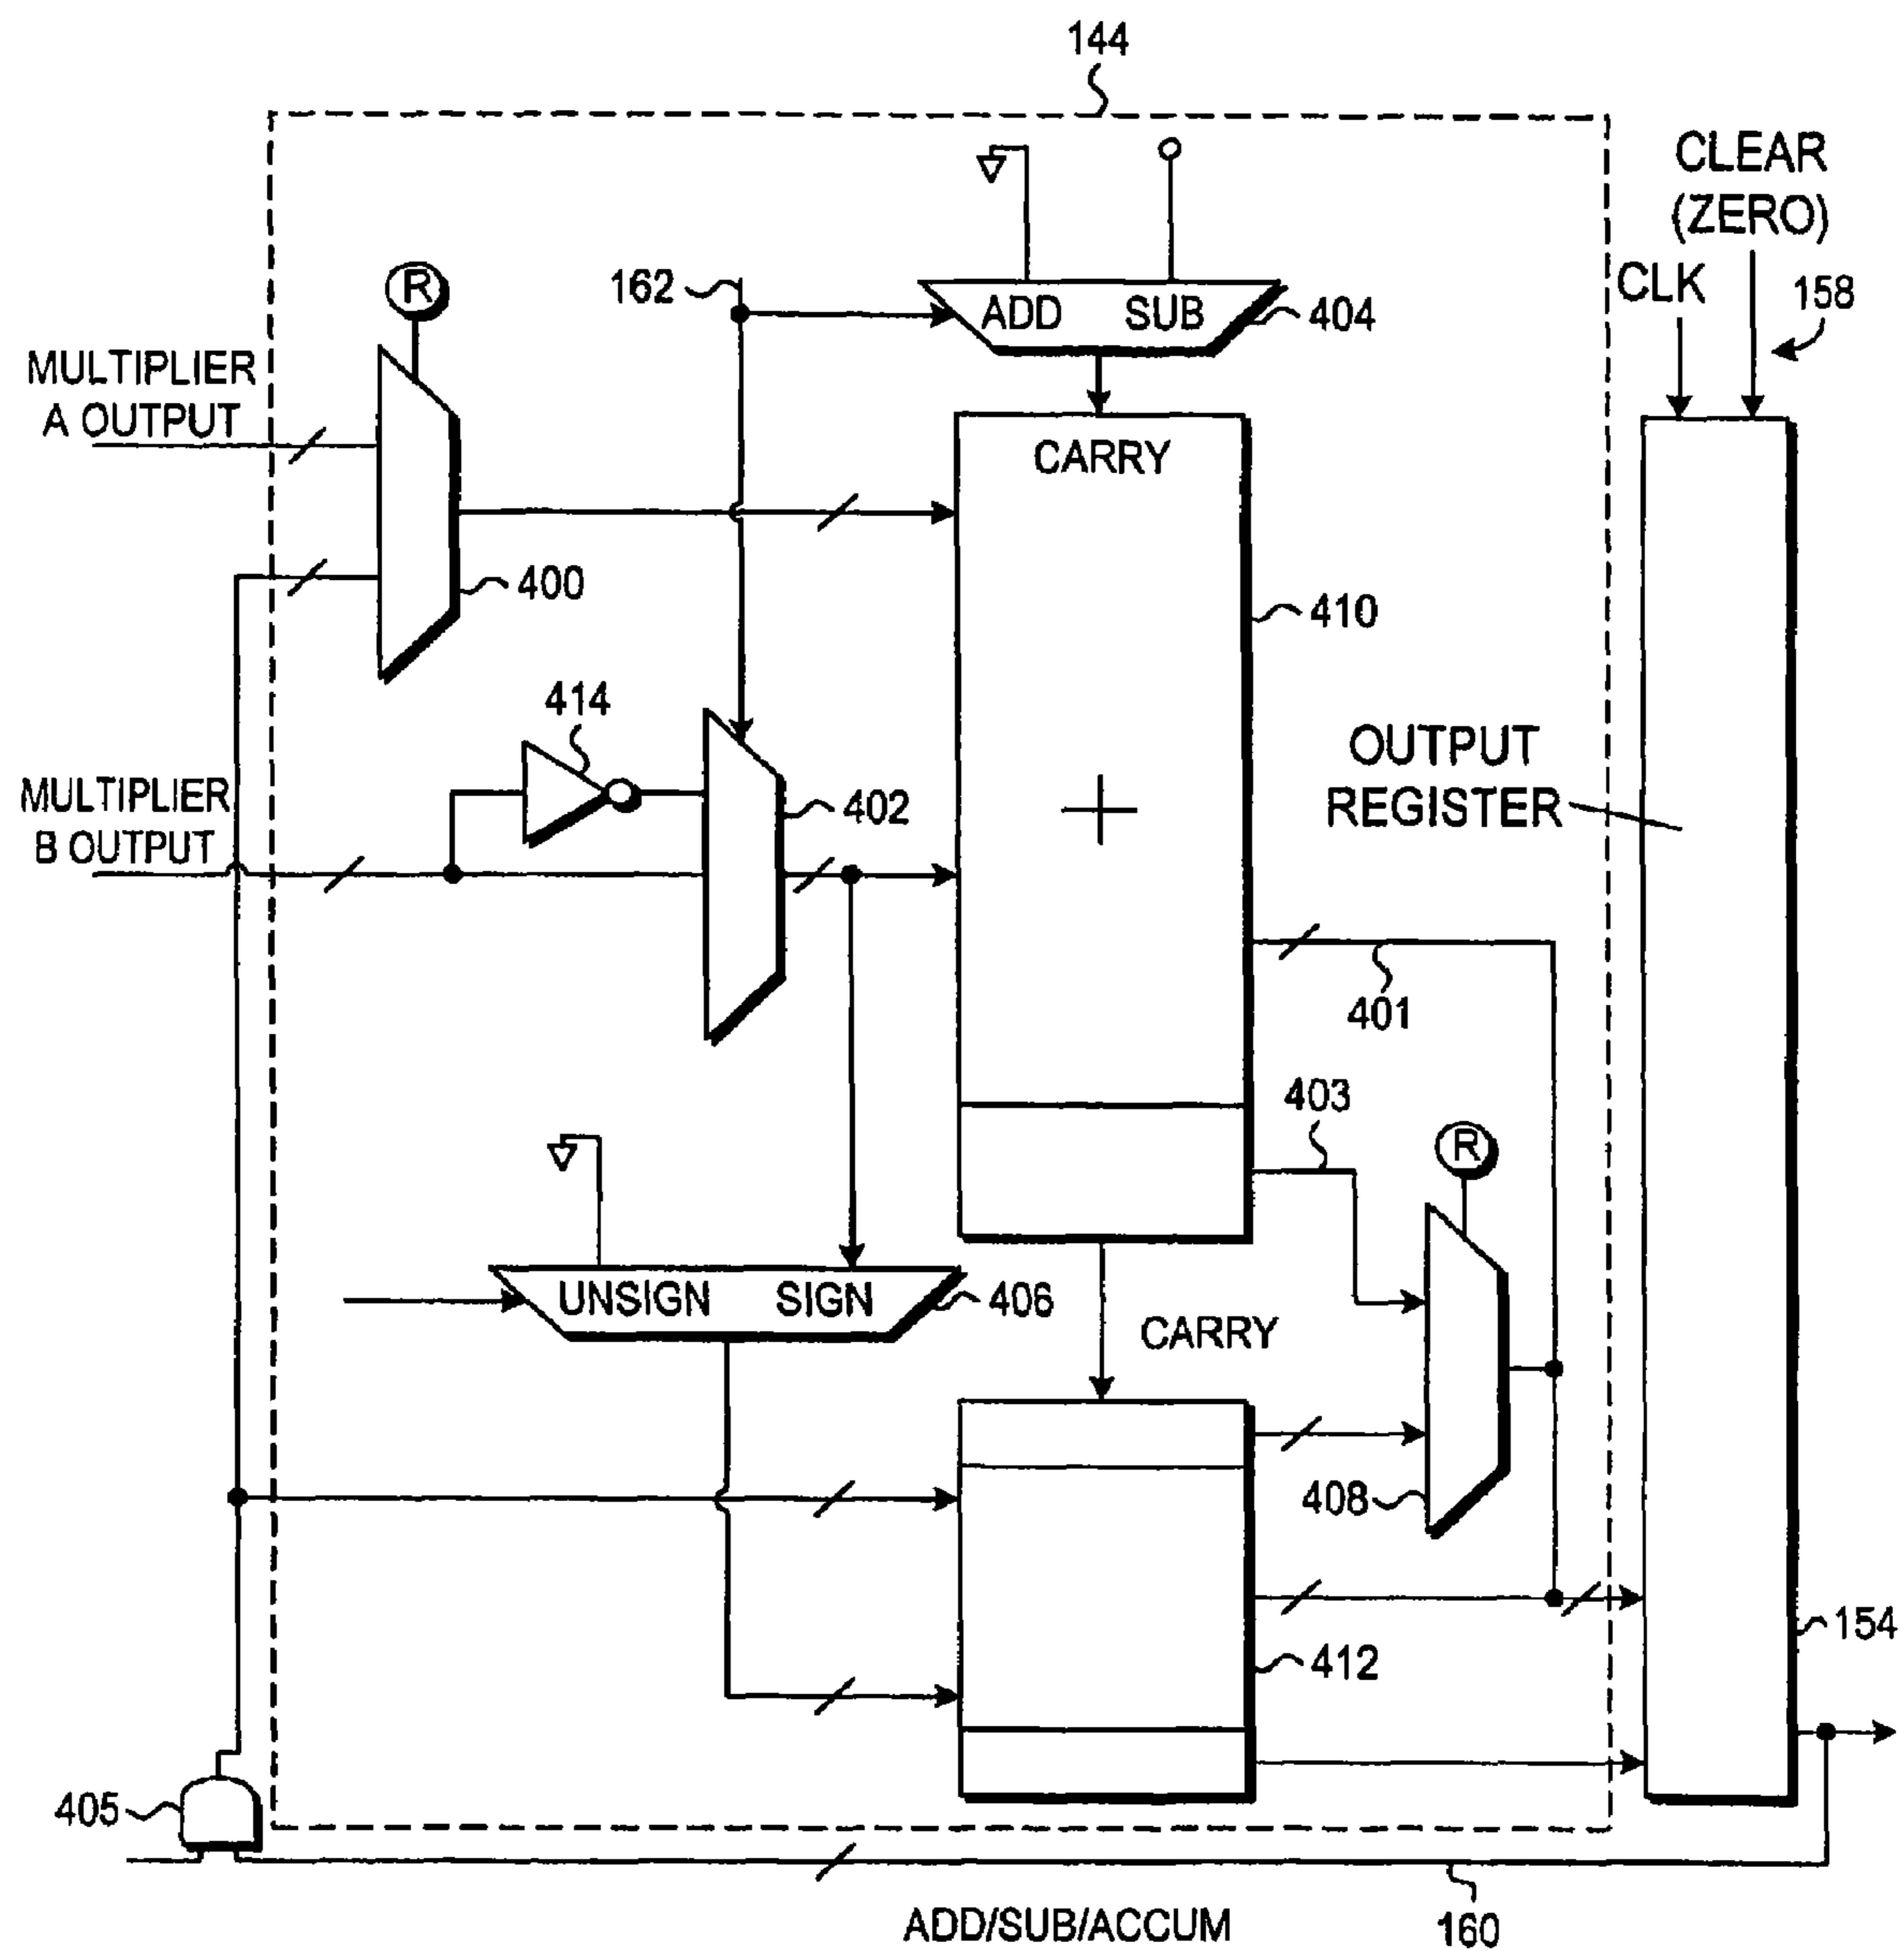 144
CLEAR
(ZERO)
CLK
158
162
ADD SUB
404
R
MULTIPLIER
A OUTPUT
CARRY
400
410
414
OUTPUT
REGISTER
MULTIPLIER
B OUTPUT
402
+
401
403
R
UNSIGN SIGN
406
CARRY
408
412
154
405
ADD/SUB/ACCUM
160